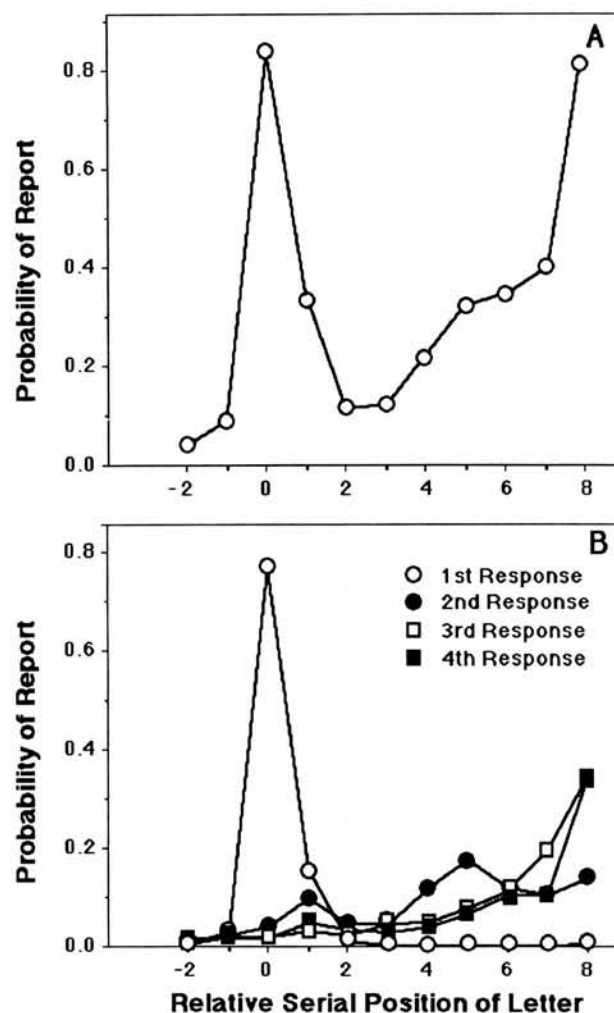 A
Probability of Report
0.8
0.6
0.4
0.2
0.0
-2 0 2 4 6 8
B
Probability of Report
0.8
0.6
0.4
0.2
0.0
1st Response
2nd Response
3rd Response
4th Response
-2 0 2 4 6 8
Relative Serial Position of Letter